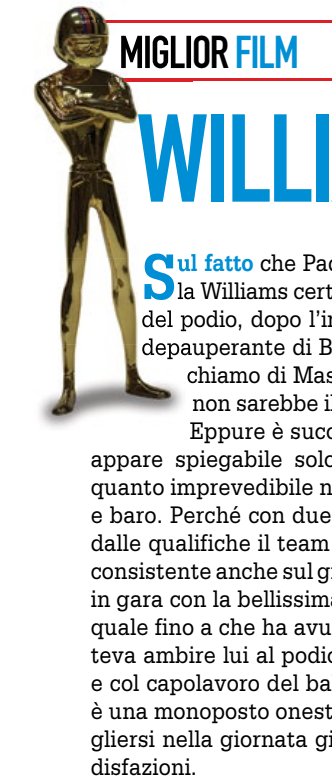 MIGLIOR FILM
WILLI
Sul fatto che Pad
la Williams cert
del podio, dopo l'in
depauperante di B
chiamo di Mas
non sarebbe il
Eppure è succ
appare spiegabile solo
quanto imprevedibile n
e baro. Perché con due
dalle qualifiche il team
consistente anche sul g
in gara con la bellissima
quale fino a che ha avu
teva ambire lui al podio
e col capolavoro del ba
è una monoposto onest
gliersi nella giornata gi
disfazioni.